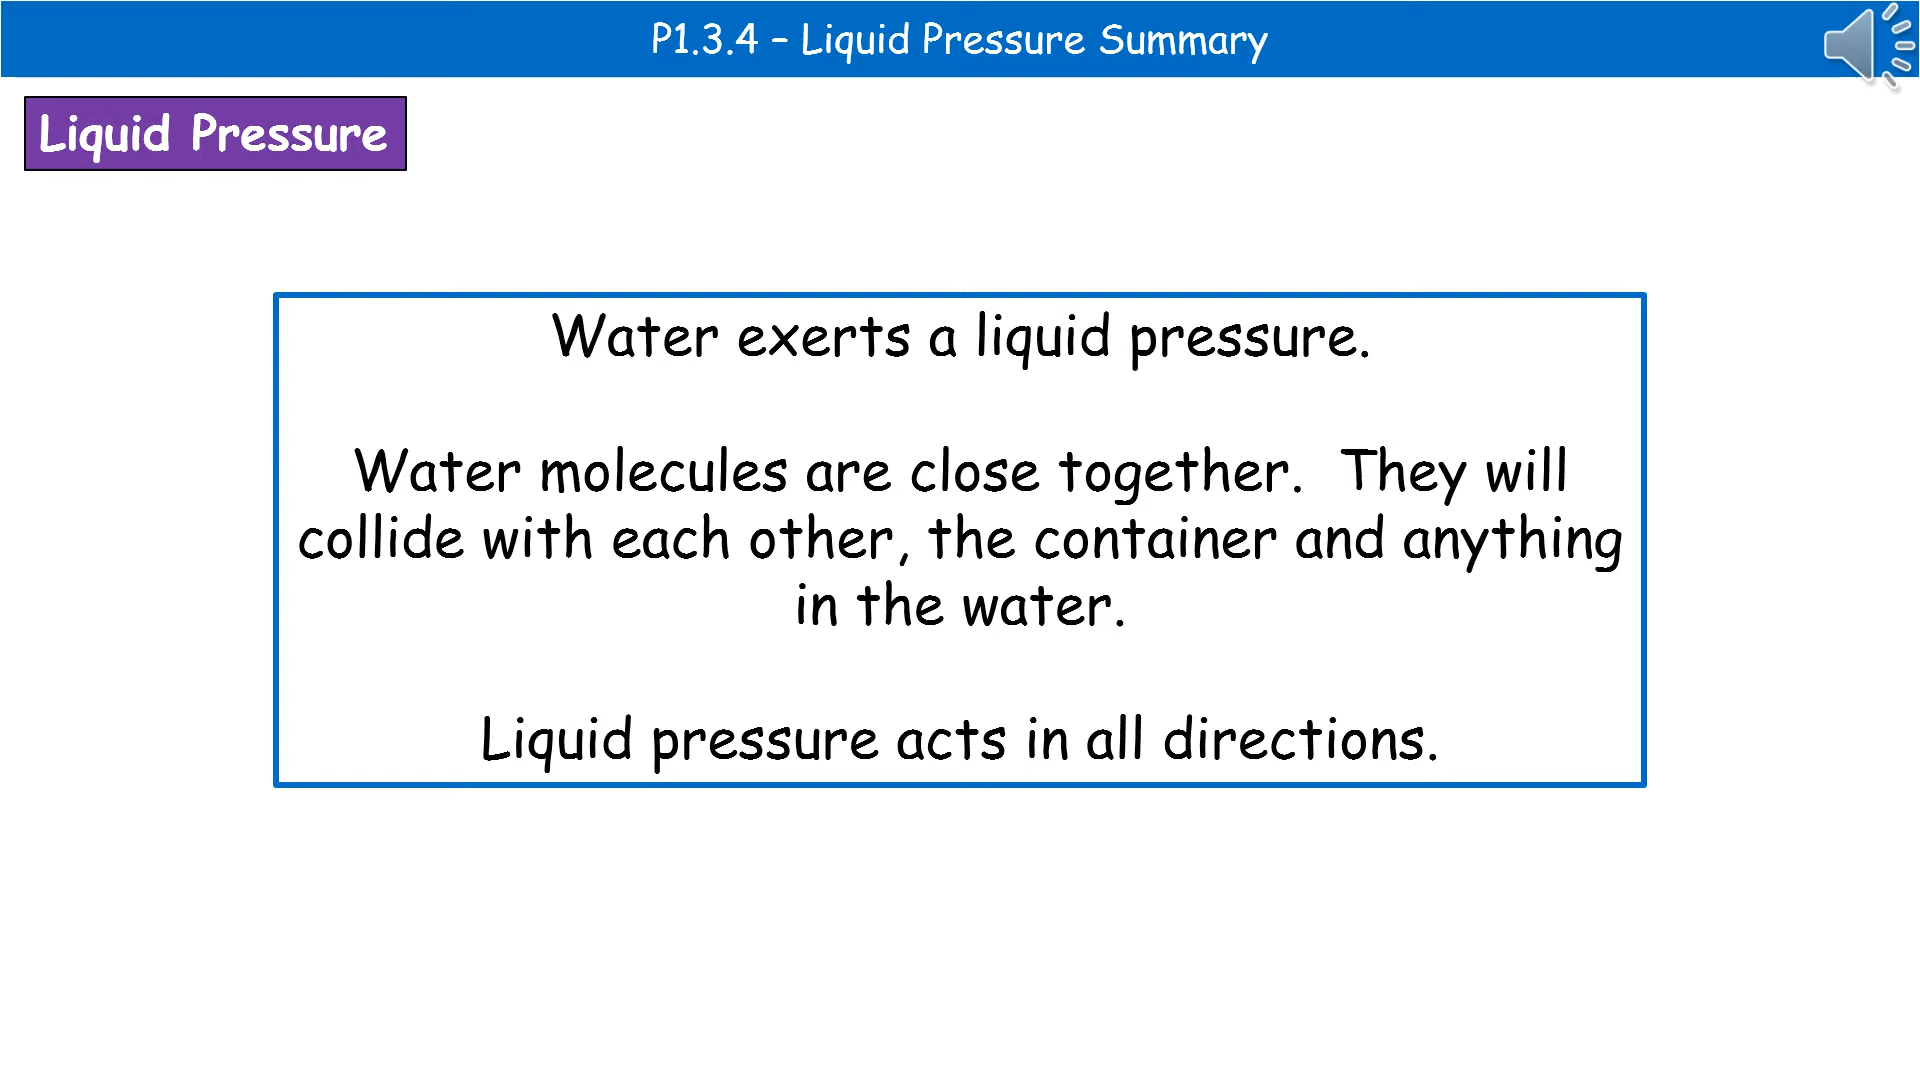 P1.3.4 – Liquid Pressure Summary
Liquid Pressure
Water exerts a liquid pressure.
Water molecules are close together.  They will
collide with each other, the container and anything
in the water.
Liquid pressure acts in all directions.